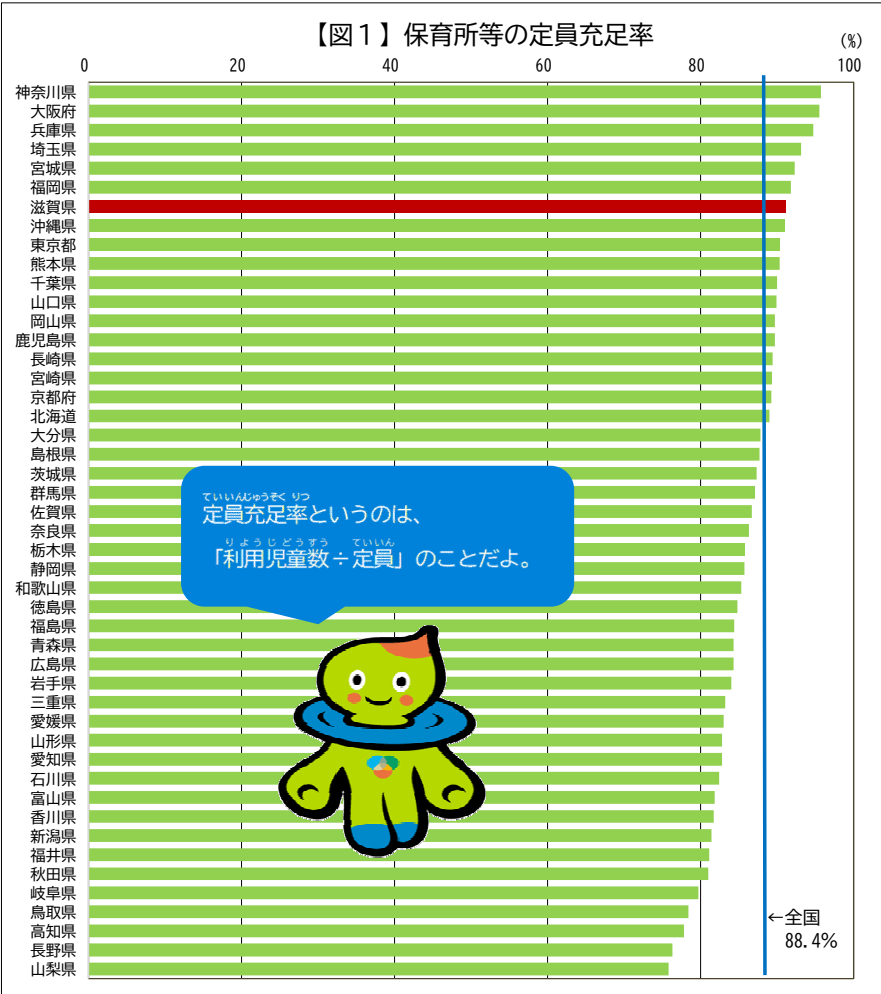 【図１】保育所等の定員充足率
(%)
0 20 40 60 80 100
神奈川県
大阪府
兵庫県
埼玉県
宮城県
福岡県
滋賀県
沖縄県
東京都
熊本県
千葉県
山口県
岡山県
鹿児島県
長崎県
宮崎県
京都府
北海道
大分県
島根県
茨城県
群馬県
佐賀県
奈良県
栃木県
静岡県
和歌山県
徳島県
福島県
青森県
広島県
岩手県
三重県
愛媛県
山形県
愛知県
石川県
富山県
香川県
新潟県
福井県
秋田県
岐阜県
鳥取県
高知県
長野県
山梨県
ていいんじゅうそく りつ
定員充足率というのは、
りようじどうすう ていいん
「利用児童数÷定員」のことだよ。
←全国
88.4%